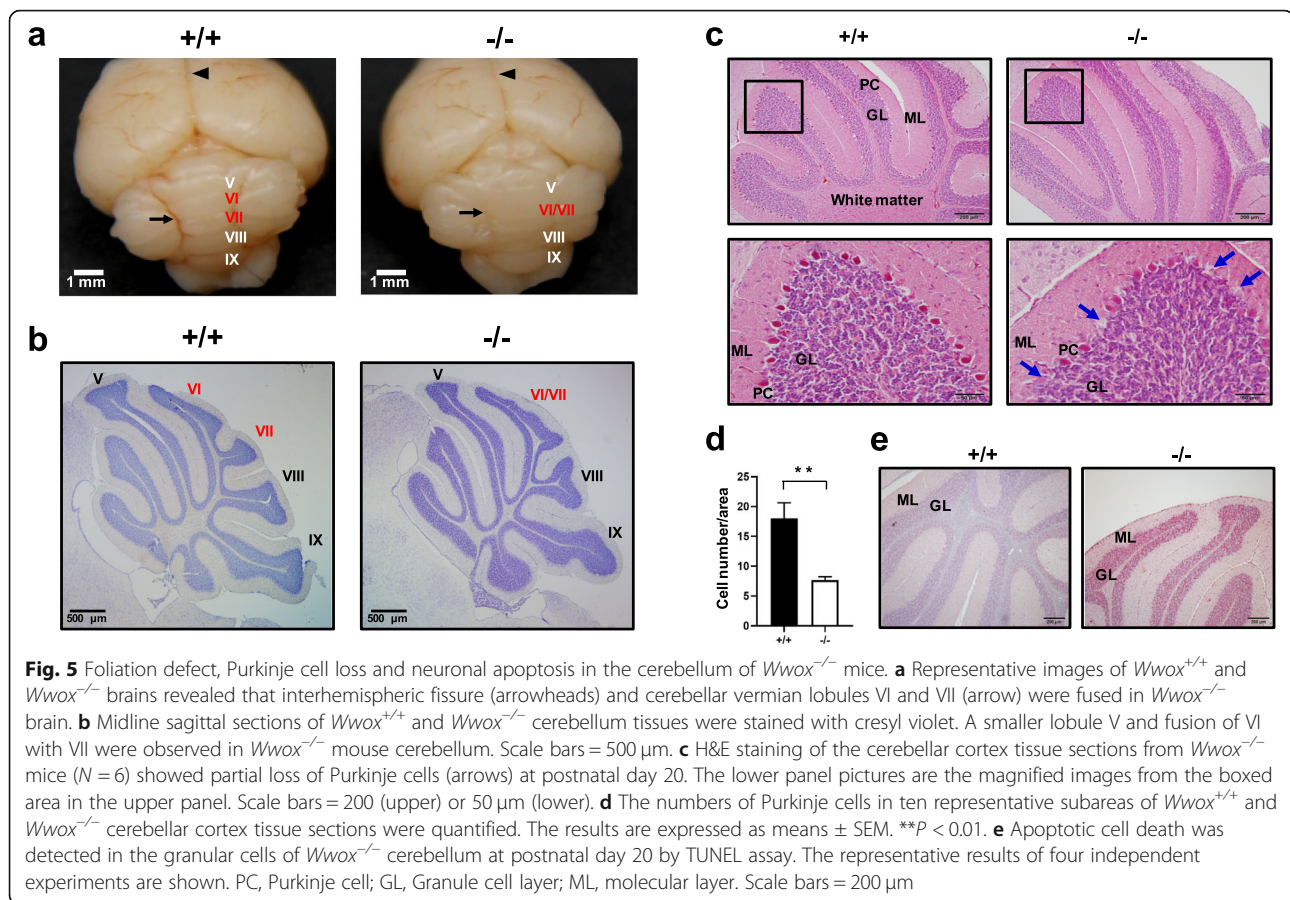 a
+/+
-/-
V
VI
VII
VIII
IX
1 mm
V
VI/VII
VIII
IX
1 mm
b
+/+
-/-
V
VI
VII
VIII
IX
500 µm
V
VI/VII
VIII
IX
500 µm
c
+/+
-/-
PC
GL
ML
White matter
200 µm
200 µm
ML
GL
PC
ML
PC
GL
50 µm
50 µm
d
Cell number/area
25
20
15
10
5
0
**
+/+
-/-
e
+/+
-/-
ML
GL
200 µm
ML
GL
200 µm
Fig. 5 Foliation defect, Purkinje cell loss and neuronal apoptosis in the cerebellum of Wwox−/− mice. a Representative images of Wwox+/+ and
Wwox−/− brains revealed that interhemispheric fissure (arrowheads) and cerebellar vermian lobules VI and VII (arrow) were fused in Wwox−/−
brain. b Midline sagittal sections of Wwox+/+ and Wwox−/− cerebellum tissues were stained with cresyl violet. A smaller lobule V and fusion of VI
with VII were observed in Wwox−/− mouse cerebellum. Scale bars = 500 µm. c H&E staining of the cerebellar cortex tissue sections from Wwox−/−
mice (N = 6) showed partial loss of Purkinje cells (arrows) at postnatal day 20. The lower panel pictures are the magnified images from the boxed
area in the upper panel. Scale bars = 200 (upper) or 50 µm (lower). d The numbers of Purkinje cells in ten representative subareas of Wwox+/+ and
Wwox−/− cerebellar cortex tissue sections were quantified. The results are expressed as means ± SEM. **P < 0.01. e Apoptotic cell death was
detected in the granular cells of Wwox−/− cerebellum at postnatal day 20 by TUNEL assay. The representative results of four independent
experiments are shown. PC, Purkinje cell; GL, Granule cell layer; ML, molecular layer. Scale bars = 200 µm